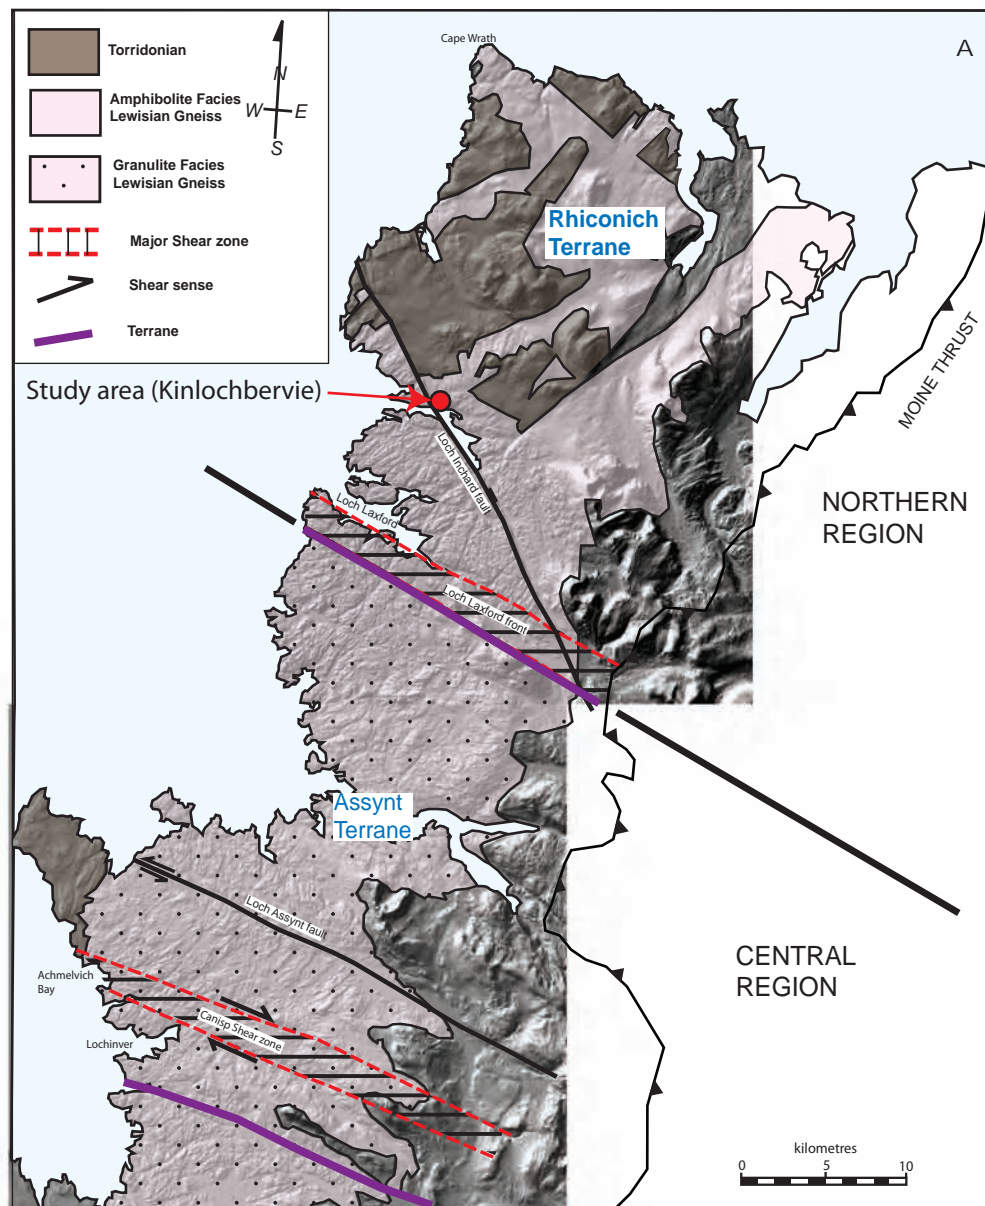 A
Torridonian
Amphibolite Facies
Lewisian Gneiss
Granulite Facies
Lewisian Gneiss
Major Shear zone
Shear sense
Terrane
N
W
E
S
Cape Wrath
Rhiconich
Terrane
Study area (Kinlochbervie)
MOINE THRUST
Loch Inchard faul
NORTHERN
REGION
Loch Laxford
Loch Laxford front
Assynt
Terrane
Loch Assynt fault
CENTRAL
REGION
Achmelvich
Bay
Canisp Shear zone
Lochinver
kilometres
0 5 10